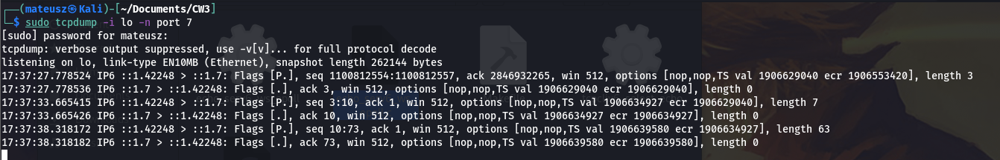 ┌──(mateusz㉿Kali)-[~/Documents/CW3]
└─$ sudo tcpdump -i lo -n port 7
[sudo] password for mateusz:
tcpdump: verbose output suppressed, use -v[v]... for full protocol decode
listening on lo, link-type EN10MB (Ethernet), snapshot length 262144 bytes
17:37:27.778524 IP6 ::1.42248 > ::1.7: Flags [P.], seq 1100812554:1100812557, ack 2846932265, win 512, options [nop,nop,TS val 1906629040 ecr 1906553420], length 3
17:37:27.778536 IP6 ::1.7 > ::1.42248: Flags [.], ack 3, win 512, options [nop,nop,TS val 1906629040 ecr 1906629040], length 0
17:37:33.665415 IP6 ::1.42248 > ::1.7: Flags [P.], seq 3:10, ack 1, win 512, options [nop,nop,TS val 1906634927 ecr 1906629040], length 7
17:37:33.665426 IP6 ::1.7 > ::1.42248: Flags [.], ack 10, win 512, options [nop,nop,TS val 1906634927 ecr 1906634927], length 0
17:37:38.318172 IP6 ::1.42248 > ::1.7: Flags [P.], seq 10:73, ack 1, win 512, options [nop,nop,TS val 1906639580 ecr 1906634927], length 63
17:37:38.318182 IP6 ::1.7 > ::1.42248: Flags [.], ack 73, win 512, options [nop,nop,TS val 1906639580 ecr 1906639580], length 0